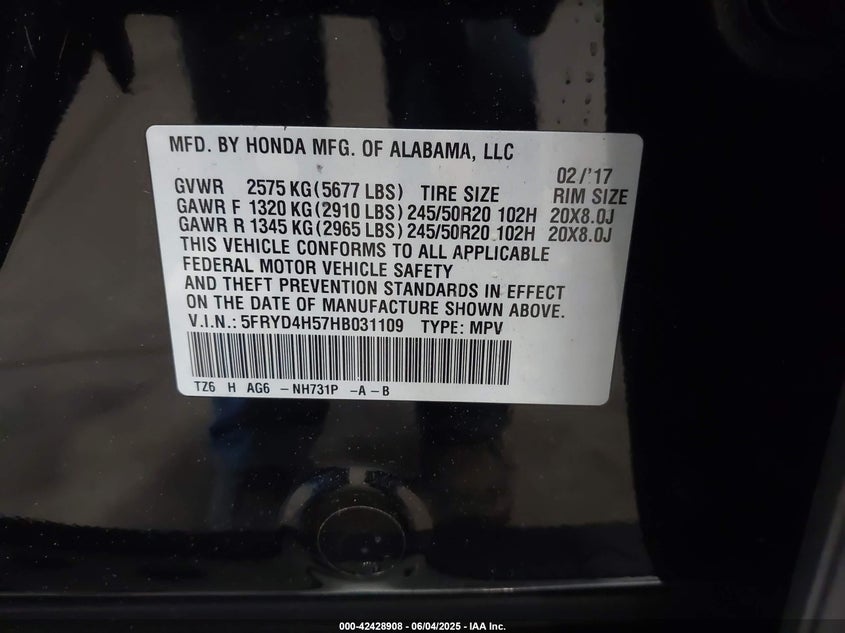 MFD. BY HONDA MFG. OF ALABAMA, LLC
02/'17
GVWR 2575 KG (5677 LBS) TIRE SIZE RIM SIZE
GAWR F 1320 KG (2910 LBS) 245/50R20 102H 20X8.0J
GAWR R 1345 KG (2965 LBS) 245/50R20 102H 20X8.0J
THIS VEHICLE CONFORMS TO ALL APPLICABLE
FEDERAL MOTOR VEHICLE SAFETY
AND THEFT PREVENTION STANDARDS IN EFFECT
ON THE DATE OF MANUFACTURE SHOWN ABOVE.
V.I.N.: 5FRYD4H57HB031109 TYPE: MPV
TZ6 H AG6 -NH731P -A-B
000-42428908 - 06/04/2025 - IAA Inc.